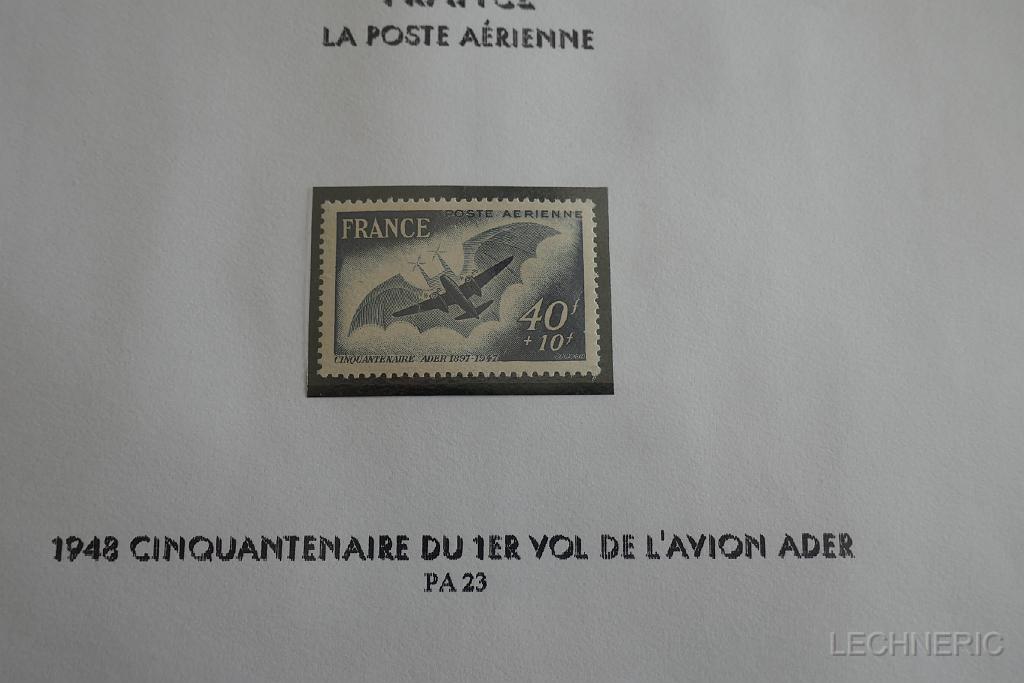 FRANCE
LA POSTE AÉRIENNE
POSTE AERIENNE
FRANCE
40f
+ 10f
CINQUANTENAIRE ADER 1897-1947
1948 CINQUANTENAIRE DU 1ER VOL DE L'AVION ADER
PA 23
LECHNERIC